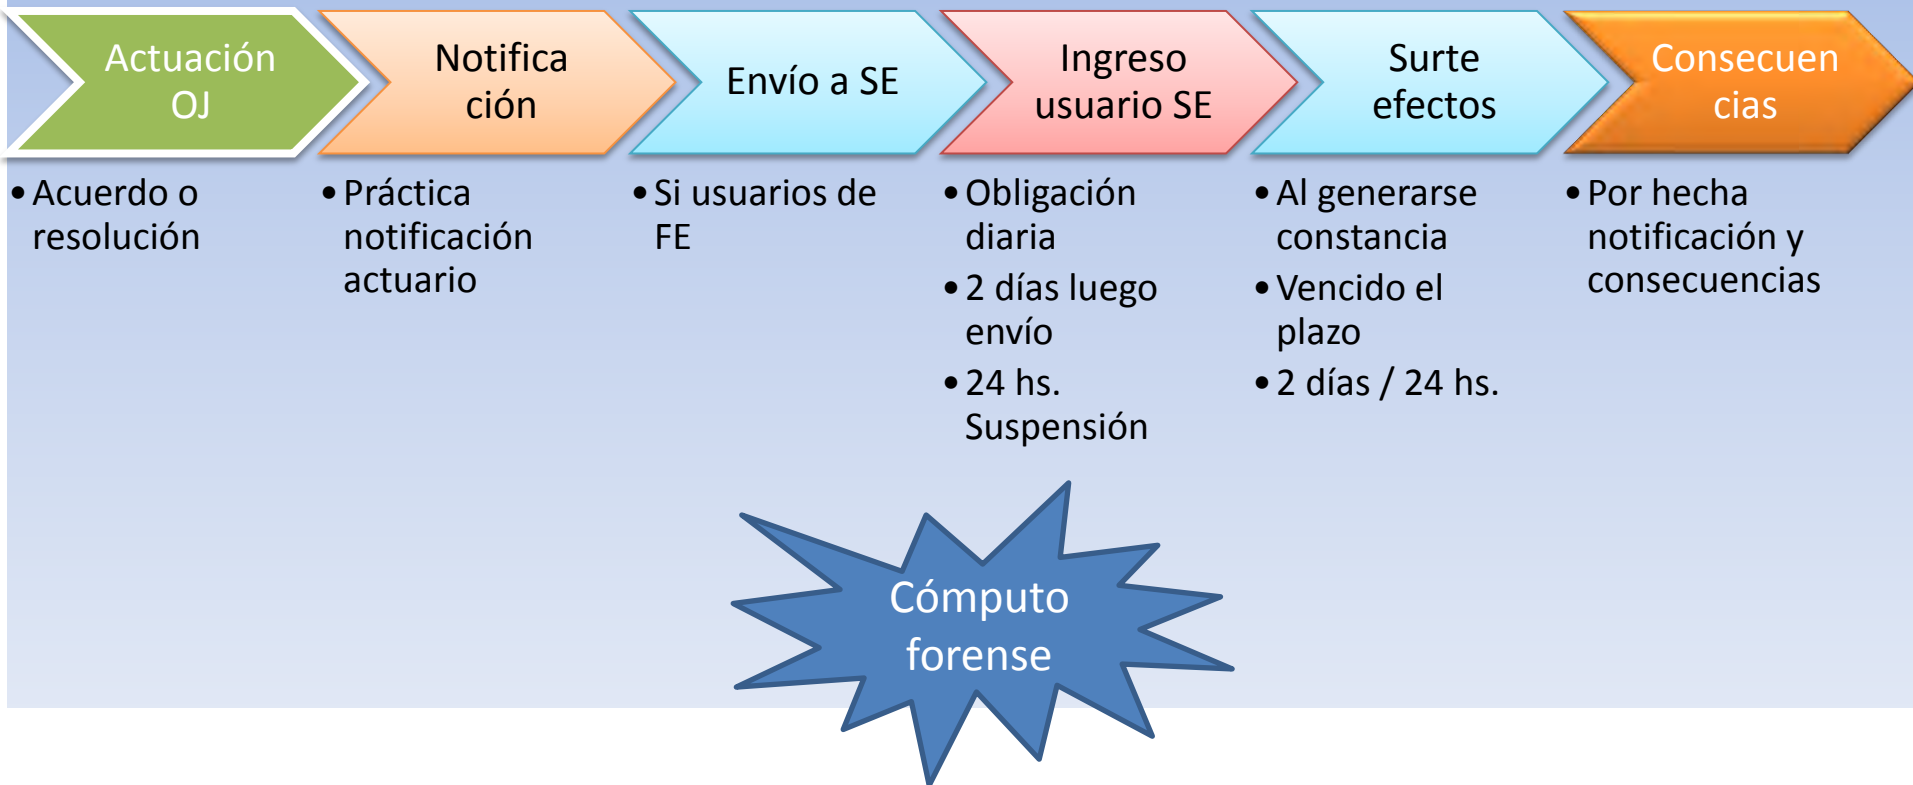 Actuación
OJ
Notifica
ción
Envío a SE
Ingreso
usuario SE
Surte
efectos
Consecuen
cias
•Acuerdo o
resolución
•Práctica
notificación
actuario
•Si usuarios de
FE
•Obligación
diaria
•2 días luego
envío
•24 hs.
Suspensión
•Al generarse
constancia
•Vencido el
plazo
•2 días / 24 hs.
•Por hecha
notificación y
consecuencias
Cómputo
forense